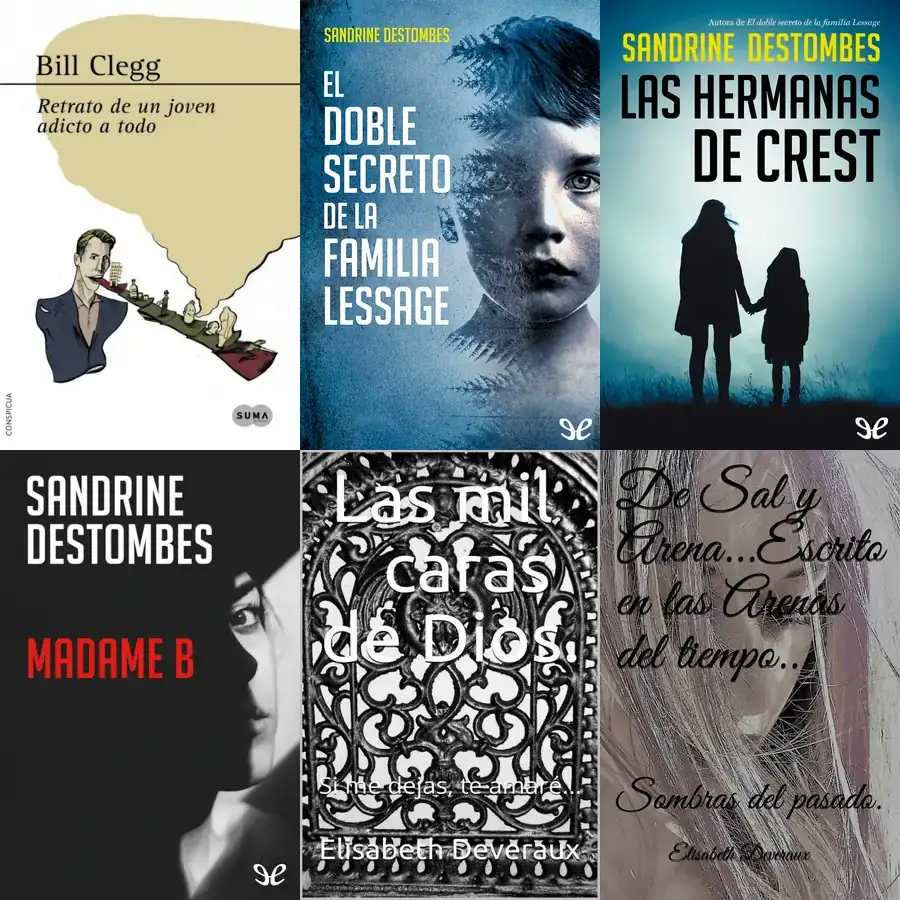 Bill Clegg
Retrato de un joven
adicto a todo
CONSPICUA
SUMA
SANDRINE DESTOMBES
EL
DOBLE
SECRETO
DE LA
FAMILIA
LESSAGE
Autora de El doble secreto de la familia Lessage
SANDRINE DESTOMBES
LAS HERMANAS
DE CREST
SANDRINE
DESTOMBES
MADAME B
Las mil
caras
de Dios.
Si me dejas, te amaré...
Elisabeth Deveraux
De Sal y
Arena...Escrito
en las Arenas
del tiempo...
Sombras del pasado.
Elisabeth Deveraux